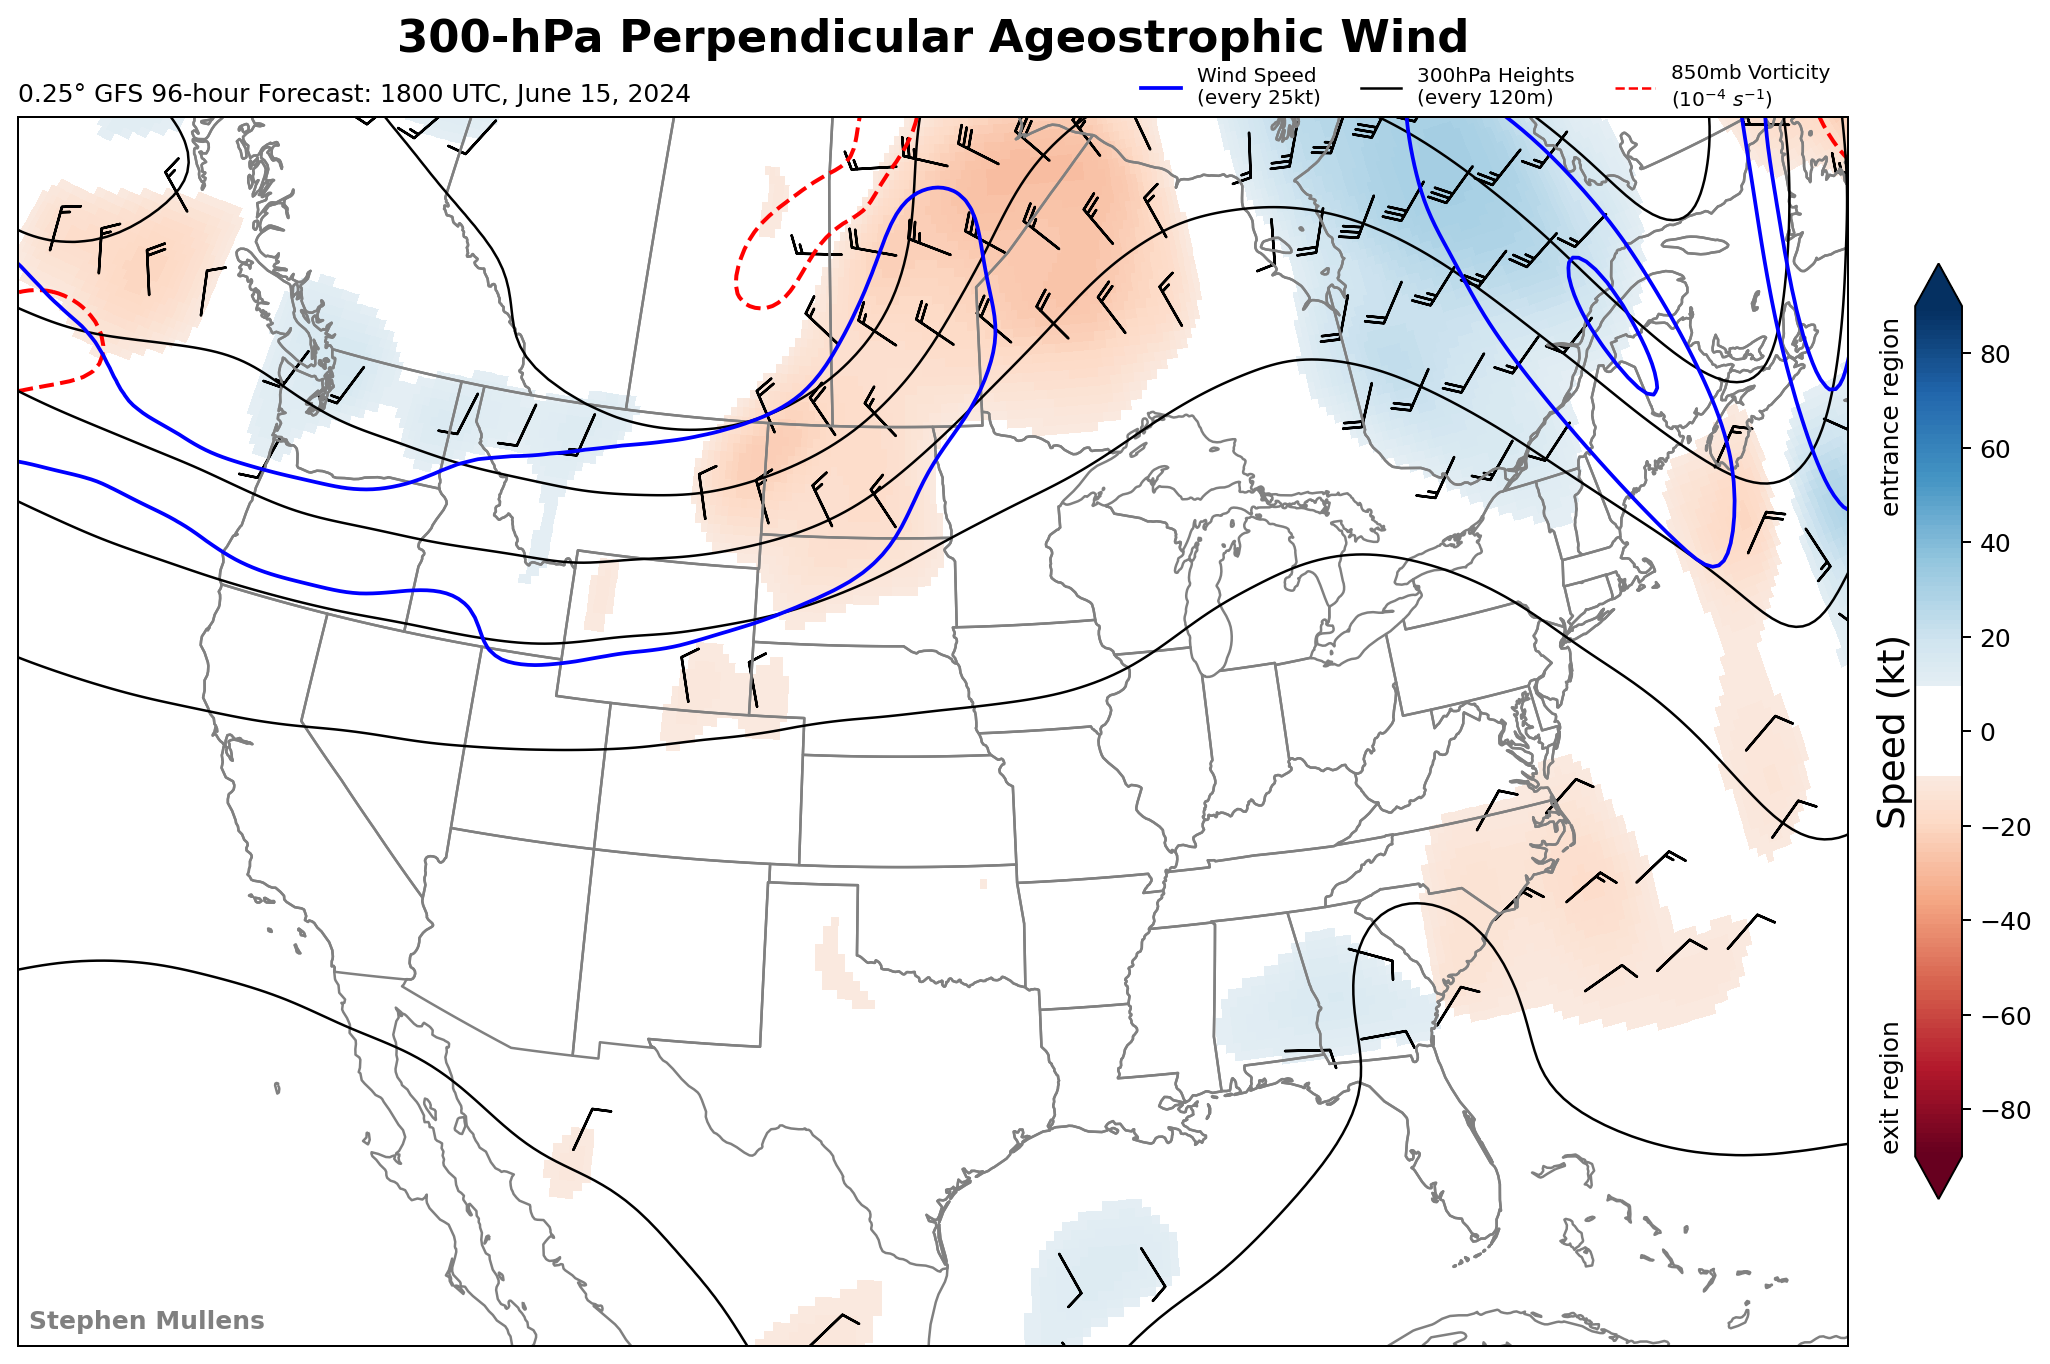 300-hPa Perpendicular Ageostrophic Wind
0.25° GFS 96-hour Forecast: 1800 UTC, June 15, 2024
Wind Speed
(every 25kt)
300hPa Heights
(every 120m)
850mb Vorticity
(10⁻⁴ s⁻¹)
entrance region
Speed (kt)
exit region
80
60
40
20
0
−20
−40
−60
−80
Stephen Mullens